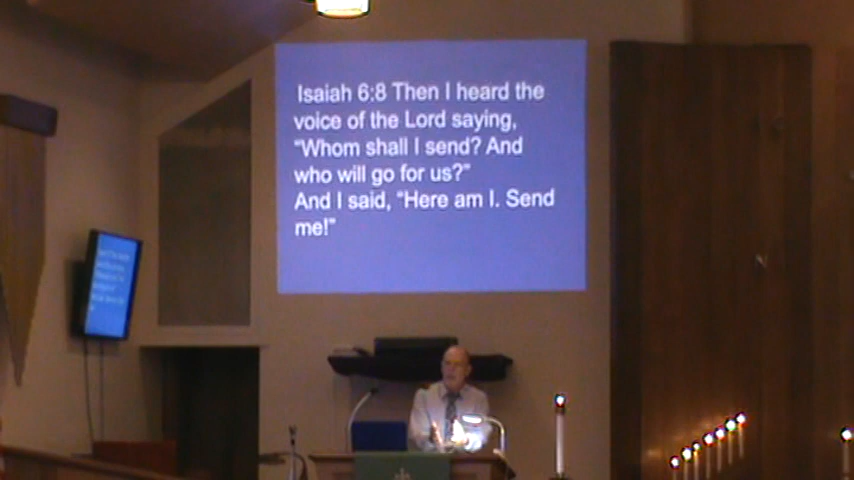 Isaiah 6:8 Then I heard the
voice of the Lord saying,
“Whom shall I send? And
who will go for us?”
And I said, “Here am I. Send
me!”